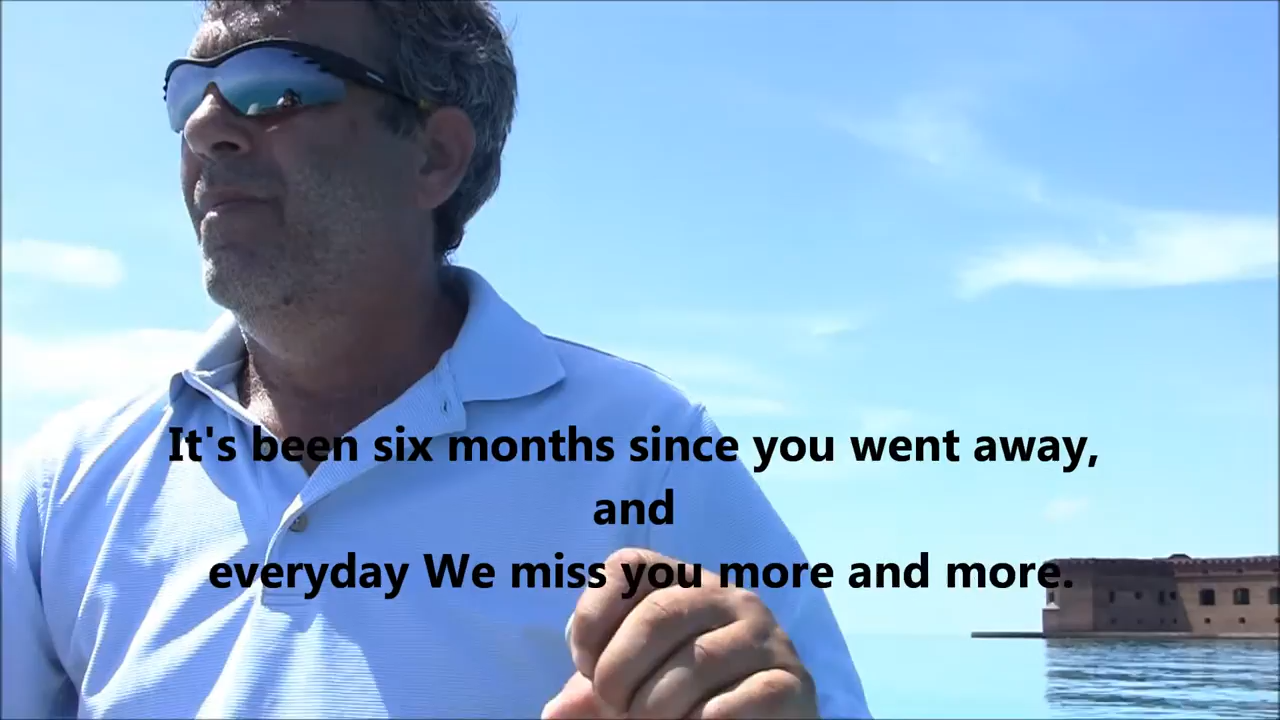 It's been six months since you went away,
and
everyday We miss you more and more.